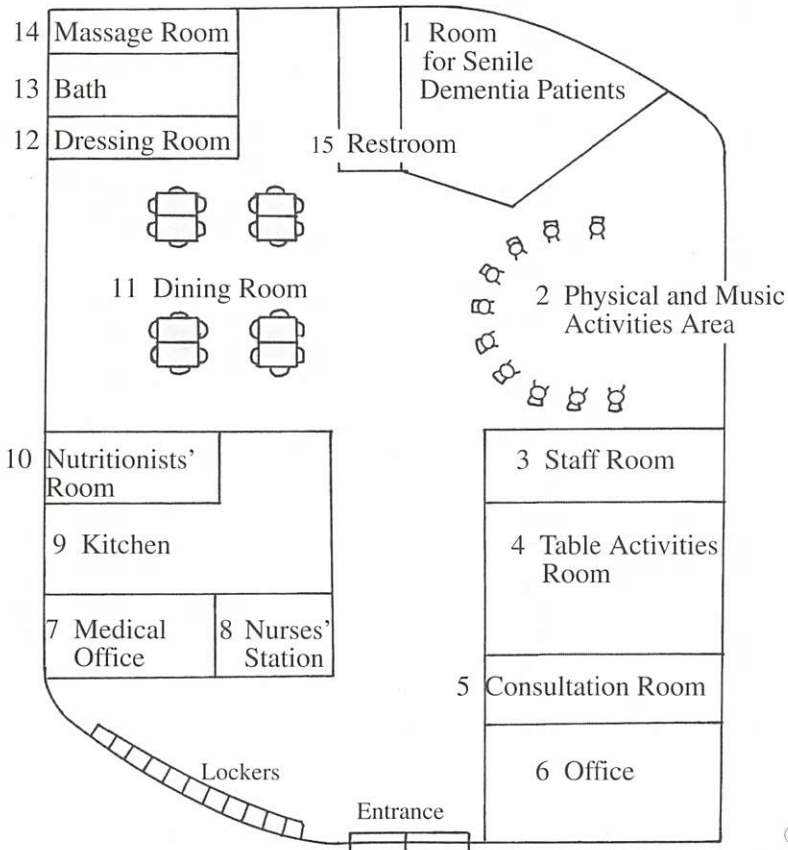 14 Massage Room
13 Bath
12 Dressing Room
1 Room
for Senile
Dementia Patients
15 Restroom
11 Dining Room
2 Physical and Music
Activities Area
10 Nutritionists'
Room
9 Kitchen
7 Medical
Office
8 Nurses'
Station
3 Staff Room
4 Table Activities
Room
5 Consultation Room
6 Office
Lockers
Entrance